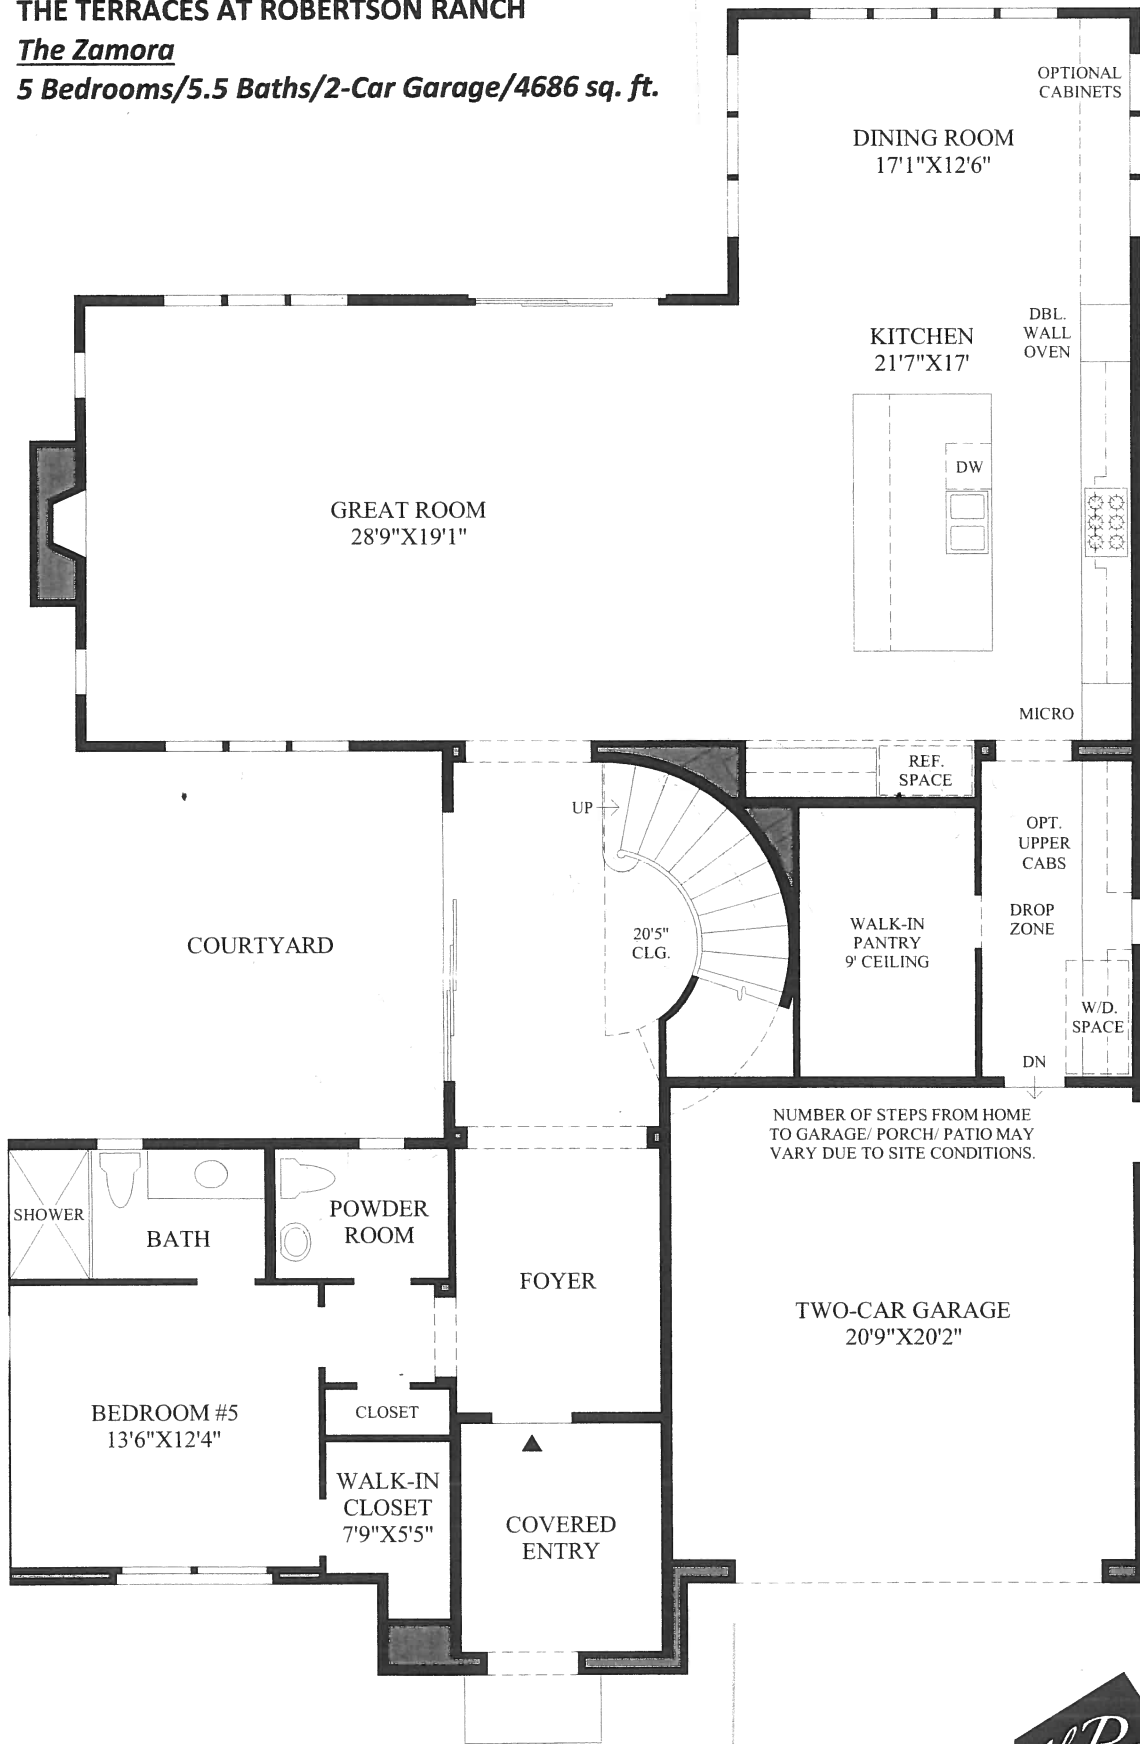 THE TERRACES AT ROBERTSON RANCH
The Zamora
5 Bedrooms/5.5 Baths/2-Car Garage/4686 sq. ft.
OPTIONAL
CABINETS
DINING ROOM
17'1"X12'6"
DBL.
WALL
OVEN
KITCHEN
21'7"X17'
DW
GREAT ROOM
28'9"X19'1"
MICRO
REF.
SPACE
UP
OPT.
UPPER
CABS
DROP
ZONE
WALK-IN
PANTRY
9' CEILING
20'5"
CLG.
COURTYARD
W/D.
SPACE
DN
NUMBER OF STEPS FROM HOME
TO GARAGE/ PORCH/ PATIO MAY
VARY DUE TO SITE CONDITIONS.
SHOWER
BATH
POWDER
ROOM
FOYER
TWO-CAR GARAGE
20'9"X20'2"
BEDROOM #5
13'6"X12'4"
CLOSET
WALK-IN
CLOSET
7'9"X5'5"
COVERED
ENTRY